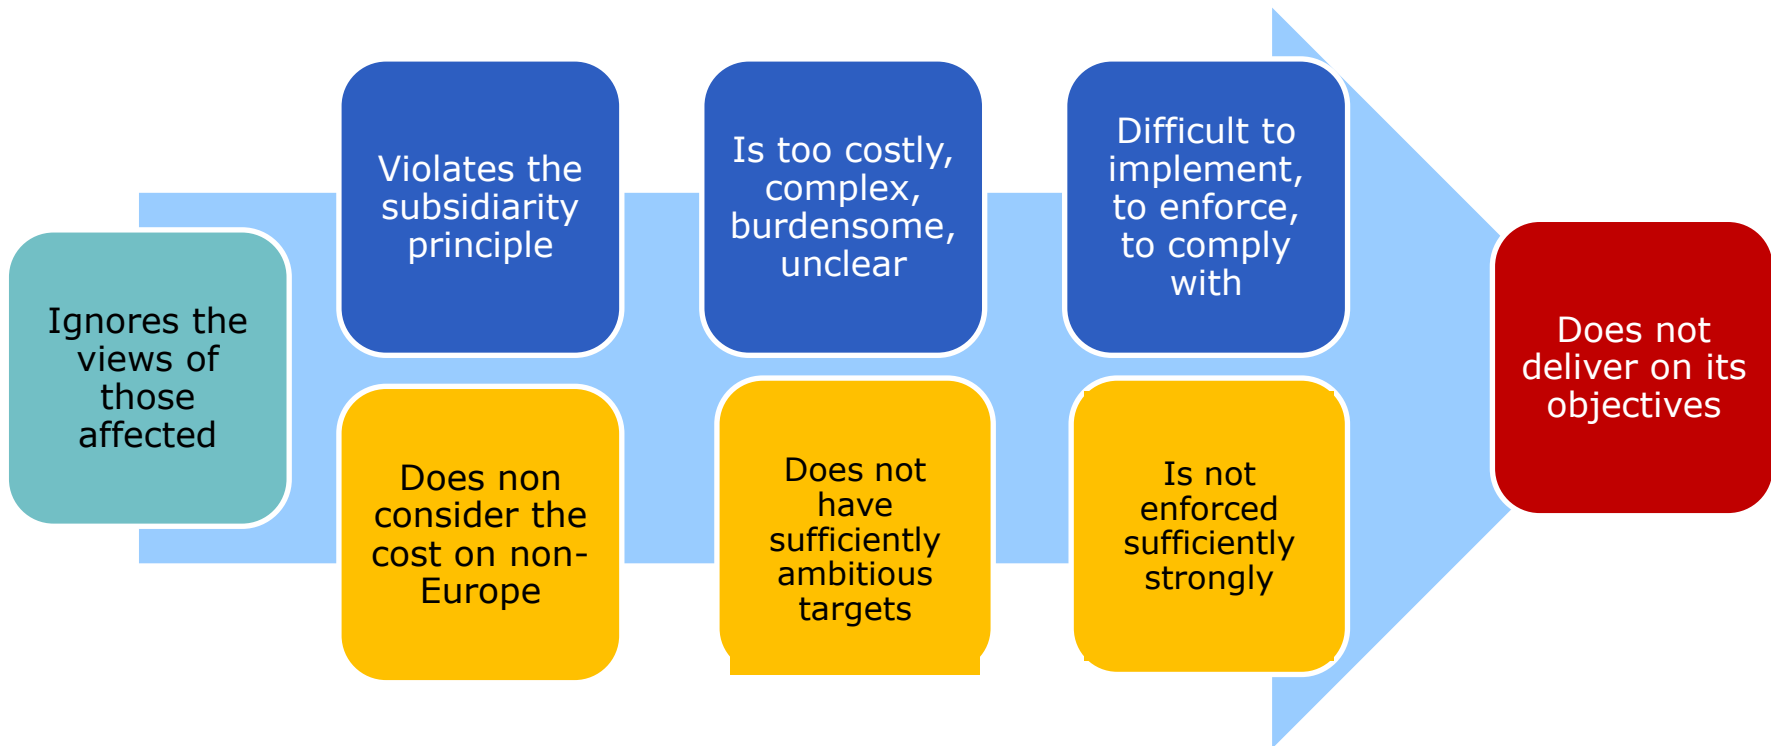 Ignores the
views of
those
affected
Violates the
subsidiarity
principle
Does non
consider the
cost on non-
Europe
Is too costly,
complex,
burdensome,
unclear
Does not
have
sufficiently
ambitious
targets
Difficult to
implement,
to enforce,
to comply
with
Is not
enforced
sufficiently
strongly
Does not
deliver on its
objectives